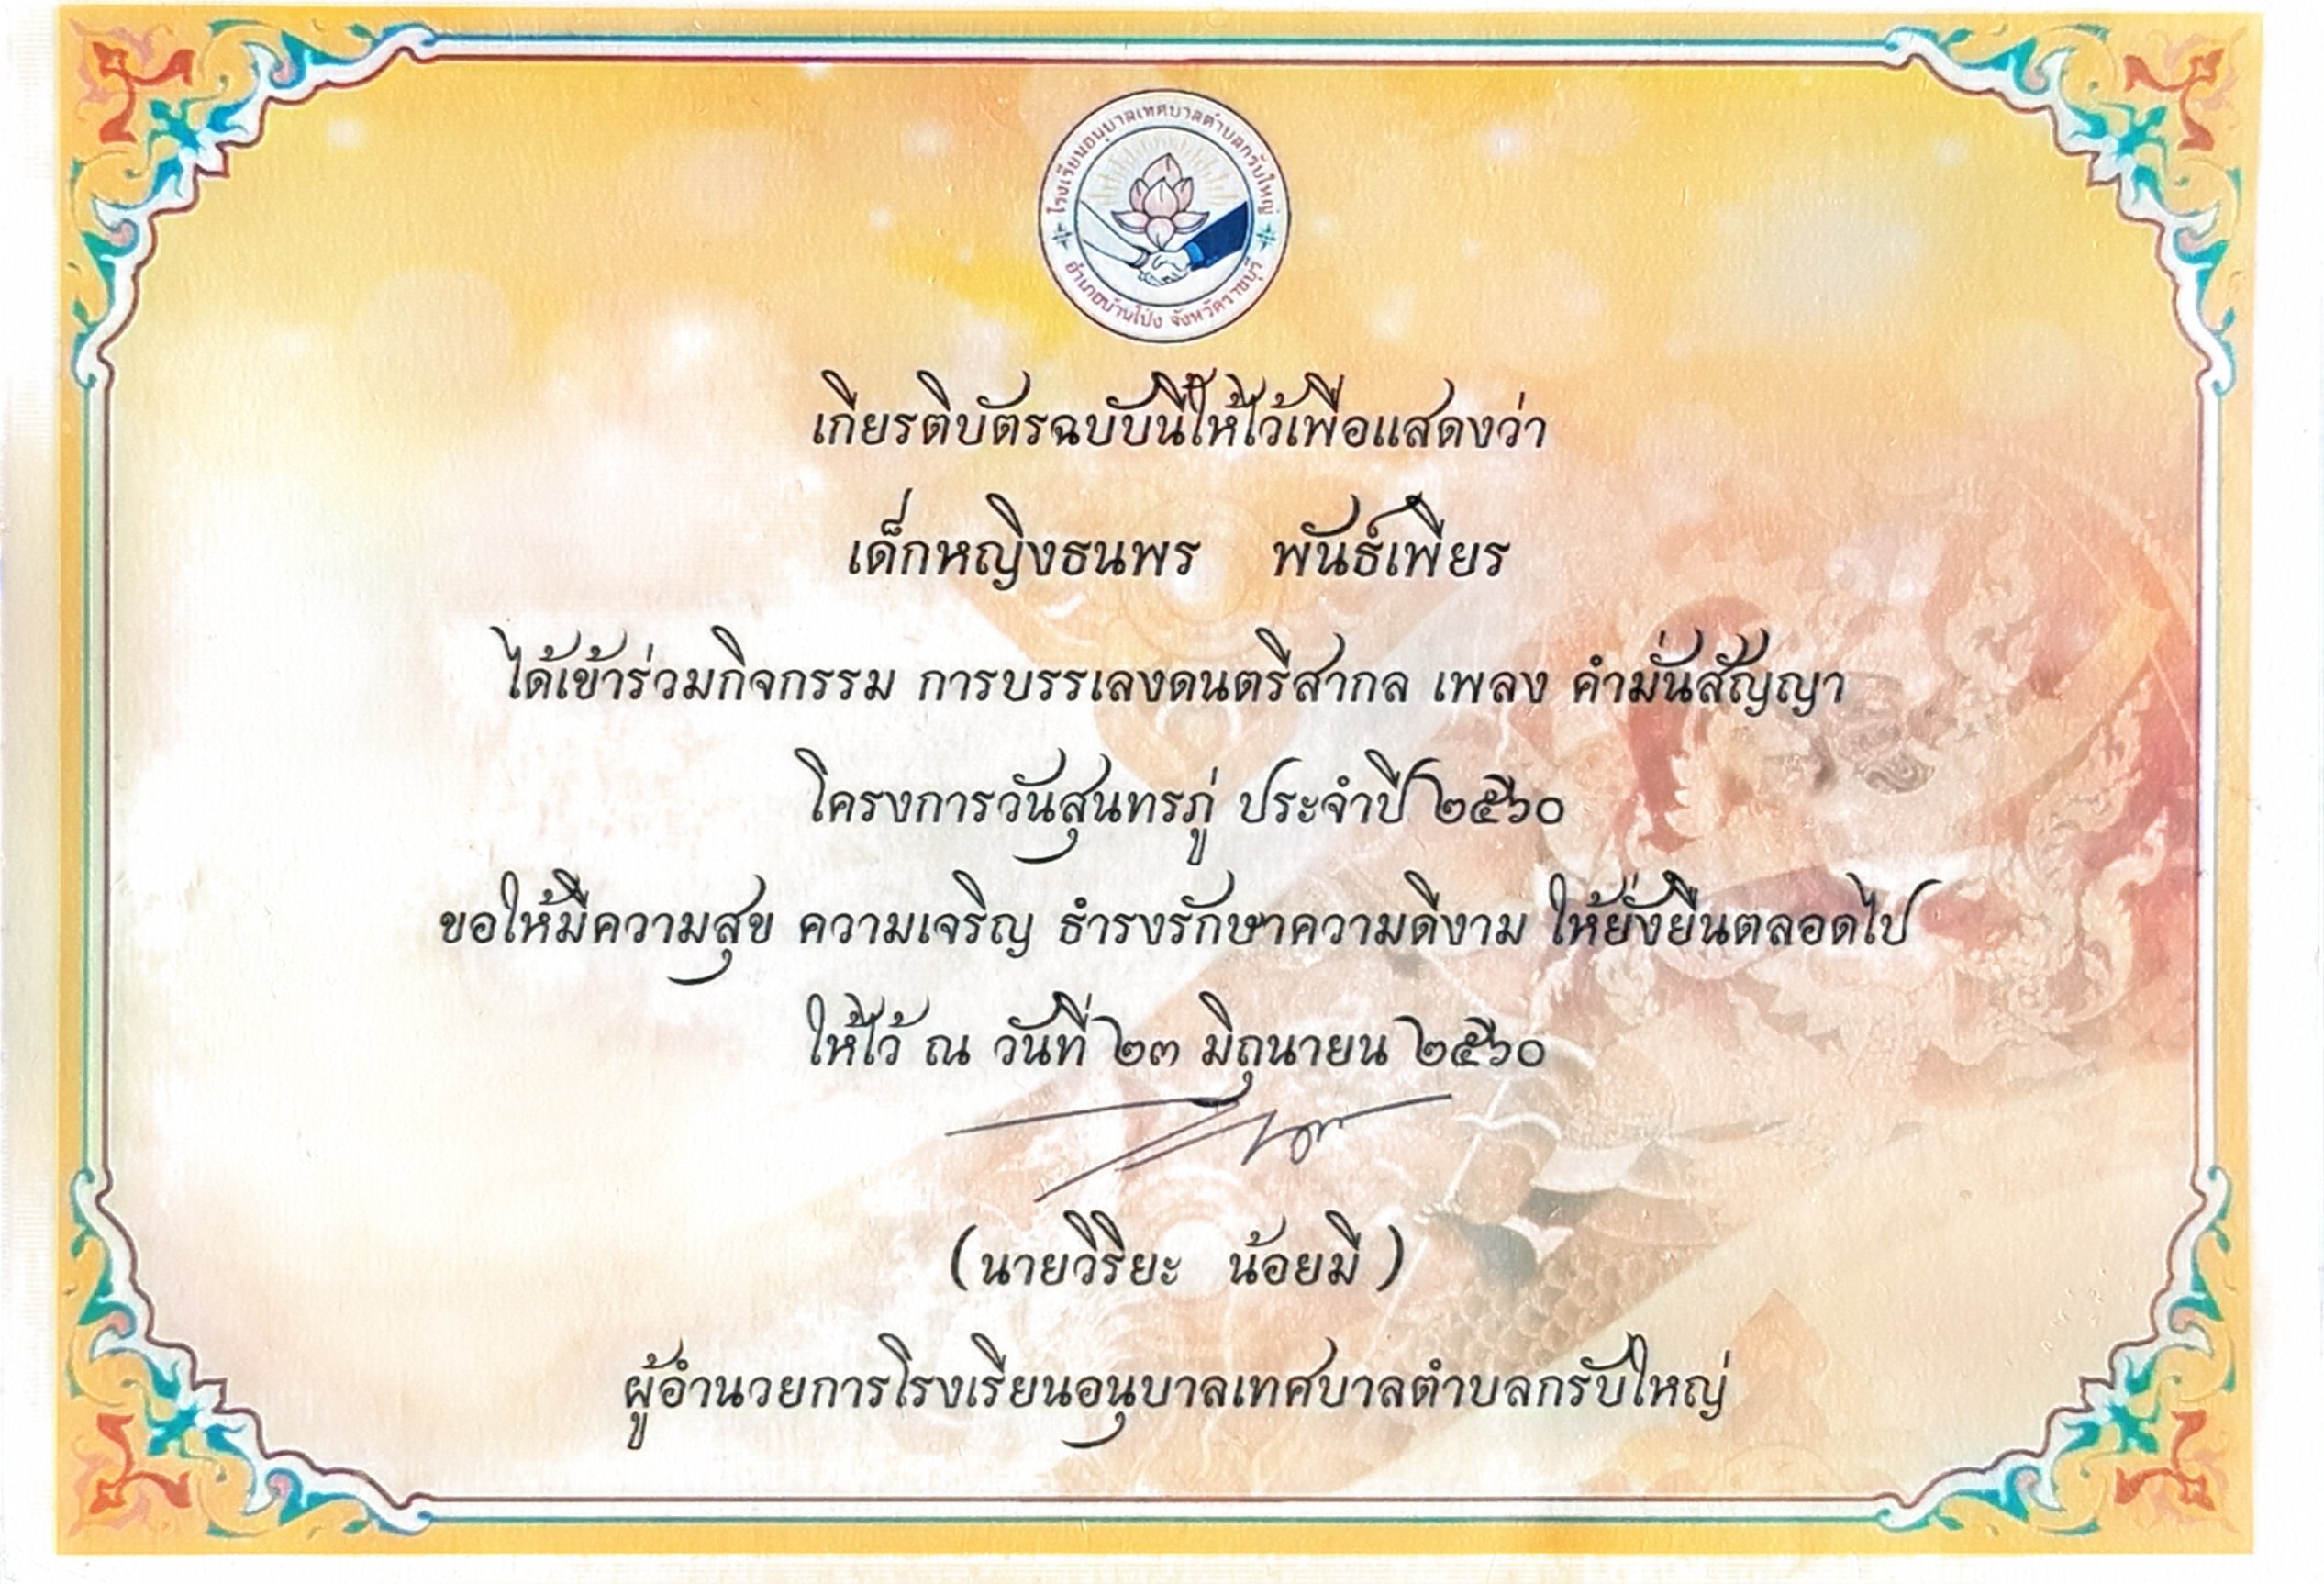 โรงเรียนอนุบาลเทศบาลตำบลกรับใหญ่
อำเภอบ้านโป่ง จังหวัดราชบุรี
เกียรติบัตรฉบับนี้ให้ไว้เพื่อแสดงว่า
เด็กหญิงธนพร พันธ์เพียร
ได้เข้าร่วมกิจกรรม การบรรเลงดนตรีสากล เพลง คำมั่นสัญญา
โครงการวันสุนทรภู่ ประจำปี ๒๕๖๐
ขอให้มีความสุข ความเจริญ ธำรงรักษาความดีงาม ให้ยั่งยืนตลอดไป
ให้ไว้ ณ วันที่ ๒๓ มิถุนายน ๒๕๖๐
(นายวิริยะ น้อยมี)
ผู้อำนวยการโรงเรียนอนุบาลเทศบาลตำบลกรับใหญ่